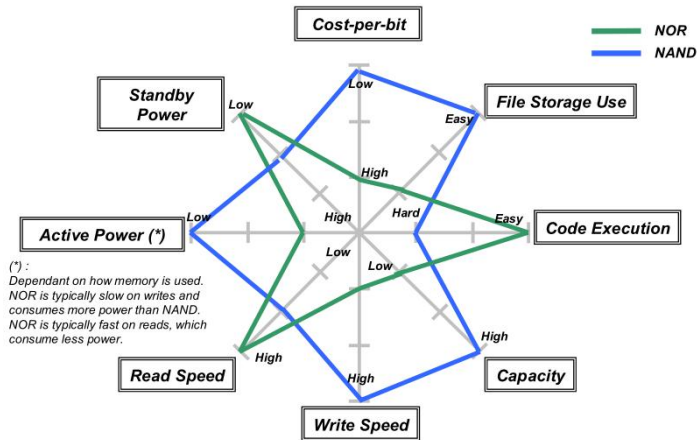 Cost-per-bit
NOR
NAND
Standby
Power
Low
Low
File Storage Use
Easy
High
Active Power (*)
Low
High
Hard
Easy
Code Execution
(*) :
Dependant on how memory is used.
NOR is typically slow on writes and
consumes more power than NAND.
NOR is typically fast on reads, which
consume less power.
Low
Low
Read Speed
High
High
High
Capacity
Write Speed